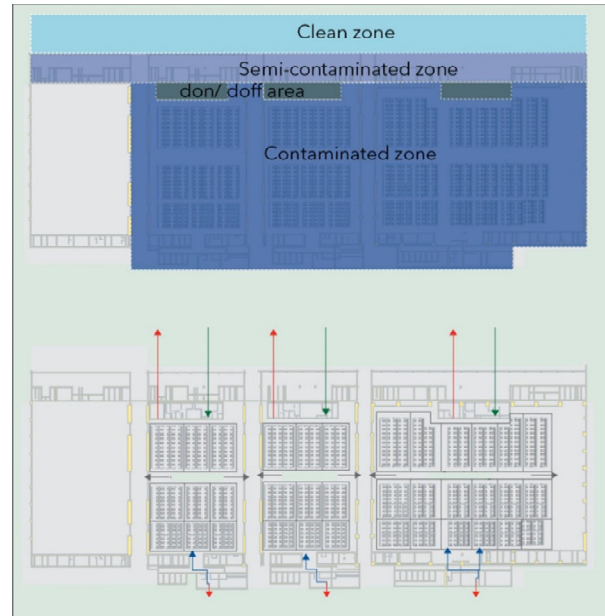 Clean zone
Semi-contaminated zone
don/ doff area
Contaminated zone